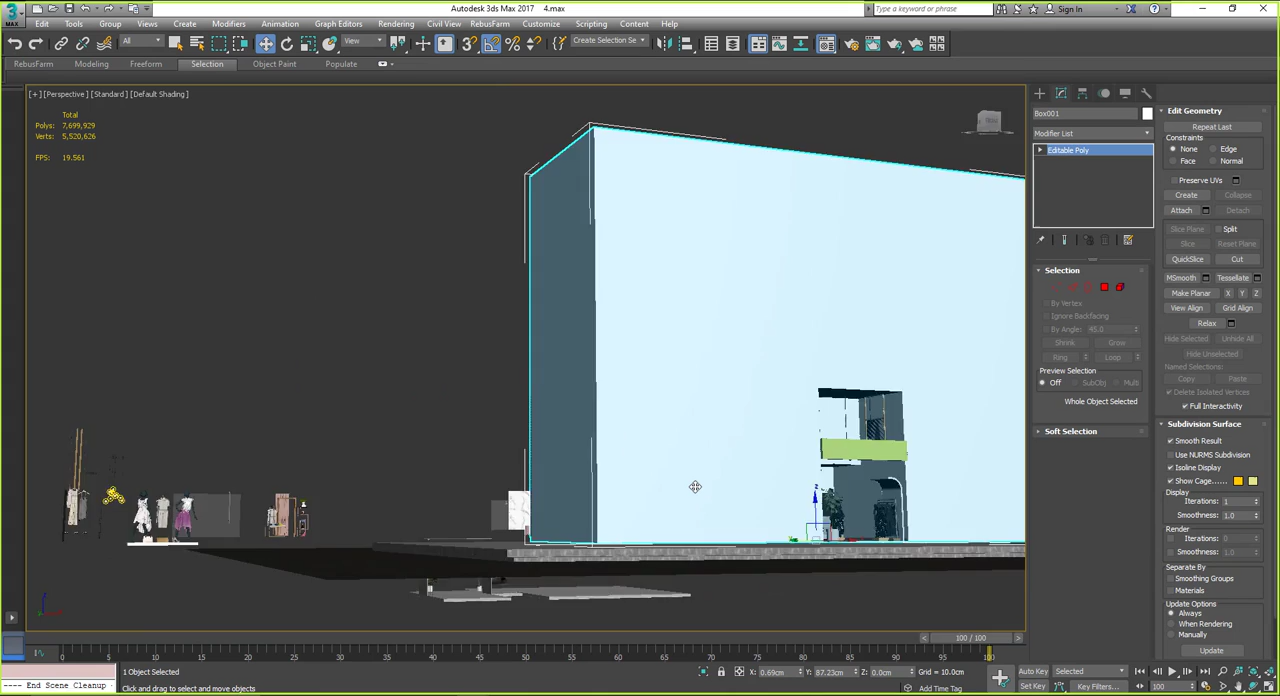 Autodesk 3ds Max 2017    4.max
Type a keyword or phrase
Sign In
MAX
Edit Tools Group Views Create Modifiers Animation Graph Editors Rendering Civil View RebusFarm Customize Scripting Content Help
All
View
Create Selection Se
RebusFarm Modeling Freeform Selection Object Paint Populate
[+] [Perspective] [Standard] [Default Shading]
Total
Polys: 7,699,929
Verts: 5,520,626
FPS: 19.561
Box001
Modifier List
Editable Poly
Selection
By Vertex
Ignore Backfacing
By Angle: 45.0
Shrink Grow
Ring Loop
Preview Selection
Off SubObj Multi
Whole Object Selected
Soft Selection
Edit Geometry
Repeat Last
Constraints
None Edge
Face Normal
Preserve UVs
Create Collapse
Attach Detach
Slice Plane Split
Slice Reset Plane
QuickSlice Cut
MSmooth Tessellate
Make Planar X Y Z
View Align Grid Align
Relax
Hide Selected Unhide All
Hide Unselected
Named Selections:
Copy Paste
Delete Isolated Vertices
Full Interactivity
Subdivision Surface
Smooth Result
Use NURMS Subdivision
Isoline Display
Show Cage......
Display
Iterations: 1
Smoothness: 1.0
Render
Iterations: 0
Smoothness: 1.0
Separate By
Smoothing Groups
Materials
Update Options
Always
When Rendering
Manually
Update
100 / 100
0 5 10 15 20 25 30 35 40 45 50 55 60 65 70 75 80 85 90 95 100
1 Object Selected
X: 0.69cm Y: 87.23cm Z: 0.0cm Grid = 10.0cm
Auto Key Selected
End Scene Cleanup
Click and drag to select and move objects
Add Time Tag
Set Key Key Filters... 100